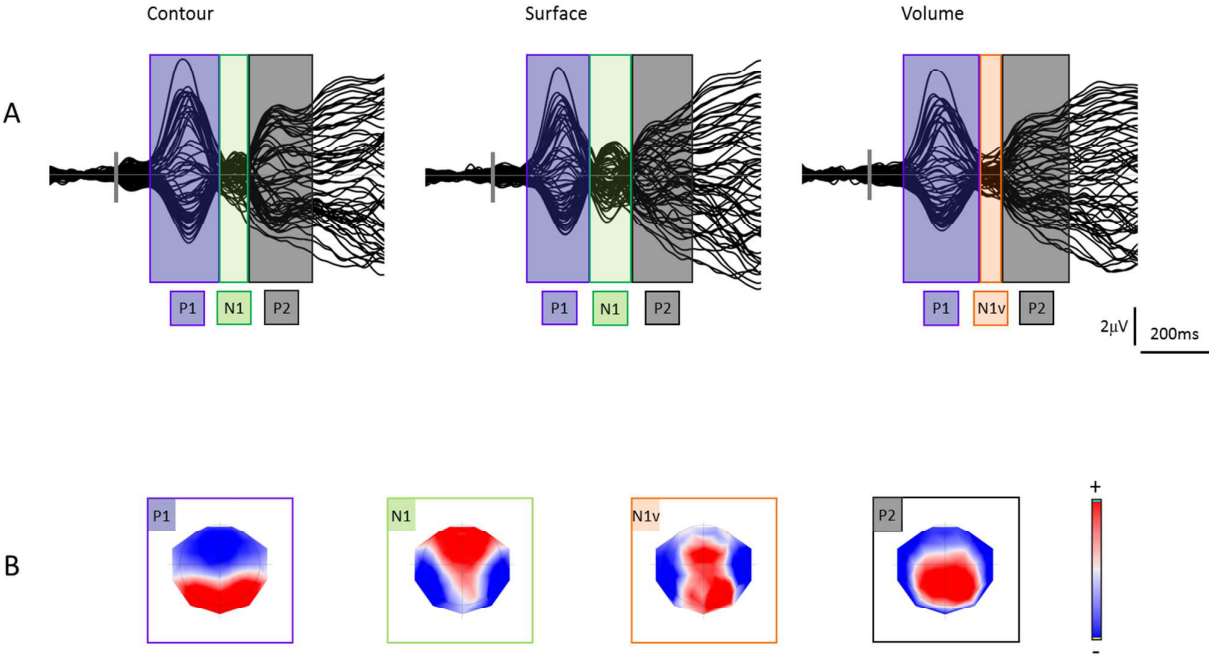 Contour Surface Volume
A
P1 N1 P2 P1 N1 P2 P1 N1v P2
2μV 200ms
B
P1 N1 N1v P2
+
-